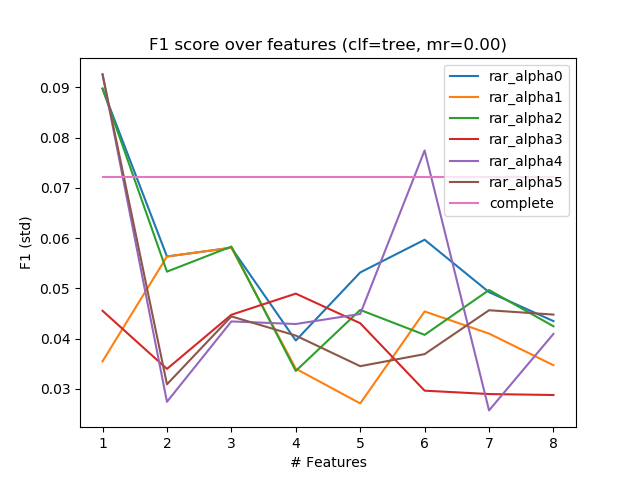 F1 score over features (clf=tree, mr=0.00)
F1 (std)
0.09
0.08
0.07
0.06
0.05
0.04
0.03
rar_alpha0
rar_alpha1
rar_alpha2
rar_alpha3
rar_alpha4
rar_alpha5
complete
1 2 3 4 5 6 7 8
# Features